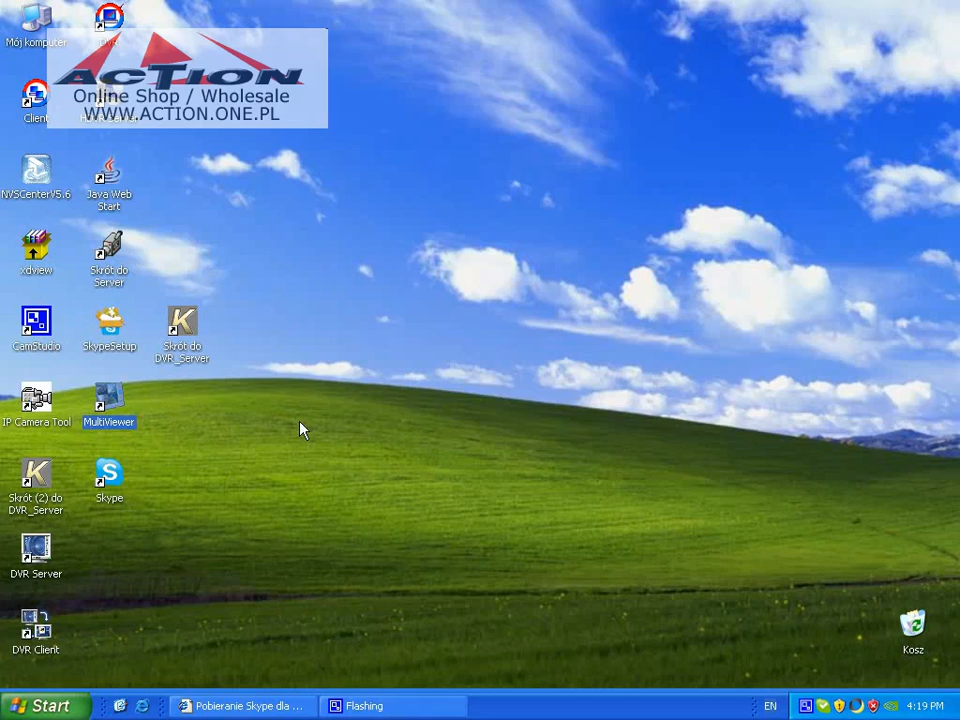 Mój komputer
ACTION
Online Shop / Wholesale
WWW.ACTION.ONE.PL
Client
NVSCenterV5.6
Java Web
Start
xdview
Skrót do
Server
CamStudio
SkypeSetup
Skrót do
DVR_Server
IP Camera Tool
MultiViewer
Skrót (2) do
DVR_Server
Skype
DVR Server
DVR Client
Kosz
Start
Pobieranie Skype dla ...
Flashing
EN
4:19 PM